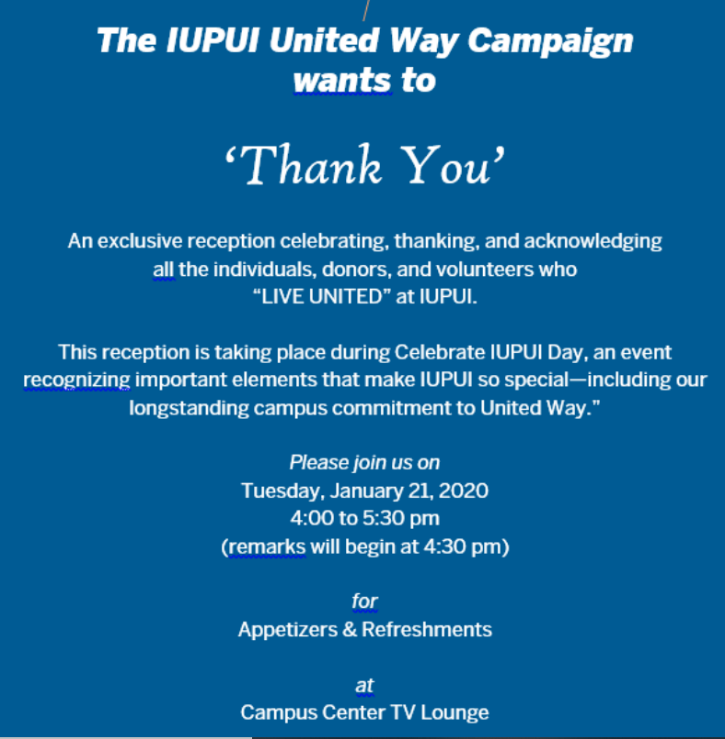 The IUPUI United Way Campaign
wants to
‘Thank You’
An exclusive reception celebrating, thanking, and acknowledging
all the individuals, donors, and volunteers who
“LIVE UNITED” at IUPUI.
This reception is taking place during Celebrate IUPUI Day, an event
recognizing important elements that make IUPUI so special—including our
longstanding campus commitment to United Way.”
Please join us on
Tuesday, January 21, 2020
4:00 to 5:30 pm
(remarks will begin at 4:30 pm)
for
Appetizers & Refreshments
at
Campus Center TV Lounge